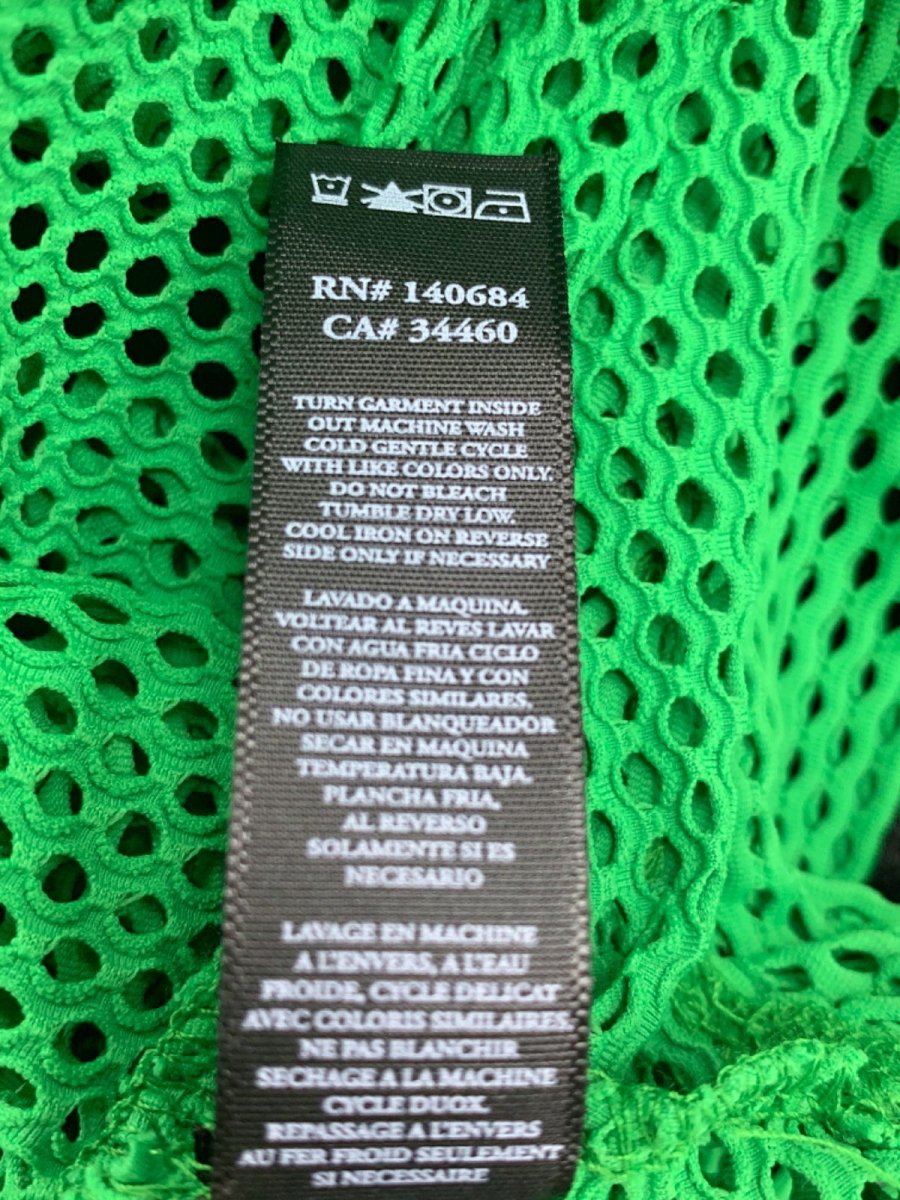 RN# 140684
CA# 34460
TURN GARMENT INSIDE
OUT MACHINE WASH
COLD GENTLE CYCLE
WITH LIKE COLORS ONLY.
DO NOT BLEACH
TUMBLE DRY LOW.
COOL IRON ON REVERSE
SIDE ONLY IF NECESSARY
LAVADO A MAQUINA.
VOLTEAR AL REVES LAVAR
CON AGUA FRIA CICLO
DE ROPA FINA Y CON
COLORES SIMILARES.
NO USAR BLANQUEADOR
SECAR EN MAQUINA
TEMPERATURA BAJA.
PLANCHA FRIA,
AL REVERSO
SOLAMENTE SI ES
NECESARIO
LAVAGE EN MACHINE
A L'ENVERS, A L'EAU
FROIDE, CYCLE DELICAT
AVEC COLORIS SIMILAIRES.
NE PAS BLANCHIR
SECHAGE A LA MACHINE
CYCLE DUOX.
REPASSAGE A L'ENVERS
AU FER FROID SEULEMENT
SI NECESSAIRE